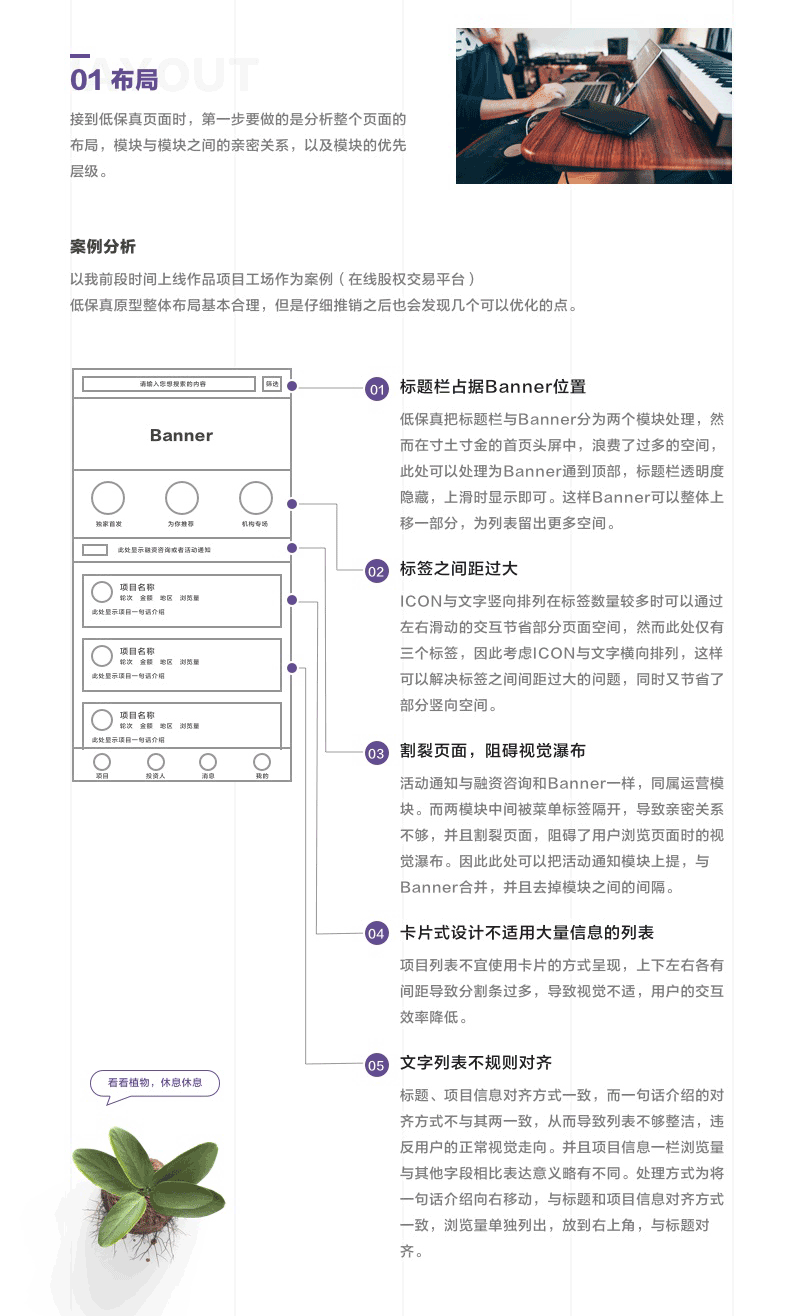 LAYOUT
01 布局
接到低保真页面时，第一步要做的是分析整个页面的
布局，模块与模块之间的亲密关系，以及模块的优先
层级。
案例分析
以我前段时间上线作品项目工场作为案例（在线股权交易平台）
低保真原型整体布局基本合理，但是仔细推销之后也会发现几个可以优化的点。
请输入您想搜索的内容
筛选
Banner
独家首发
为你推荐
机构专场
此处显示融资咨询或者活动通知
项目名称
轮次 金额 地区 浏览量
此处显示项目一句话介绍
项目名称
轮次 金额 地区 浏览量
此处显示项目一句话介绍
项目名称
轮次 金额 地区 浏览量
此处显示项目一句话介绍
项目
投资人
消息
我的
01 标题栏占据Banner位置
低保真把标题栏与Banner分为两个模块处理，然
而在寸土寸金的首页头屏中，浪费了过多的空间，
此处可以处理为Banner通到顶部，标题栏透明度
隐藏，上滑时显示即可。这样Banner可以整体上
移一部分，为列表留出更多空间。
02 标签之间距过大
ICON与文字竖向排列在标签数量较多时可以通过
左右滑动的交互节省部分页面空间，然而此处仅有
三个标签，因此考虑ICON与文字横向排列，这样
可以解决标签之间间距过大的问题，同时又节省了
部分竖向空间。
03 割裂页面，阻碍视觉瀑布
活动通知与融资咨询和Banner一样，同属运营模
块。而两模块中间被菜单标签隔开，导致亲密关系
不够，并且割裂页面，阻碍了用户浏览页面时的视
觉瀑布。因此此处可以把活动通知模块上提，与
Banner合并，并且去掉模块之间的间隔。
04 卡片式设计不适用大量信息的列表
项目列表不宜使用卡片的方式呈现，上下左右各有
间距导致分割条过多，导致视觉不适，用户的交互
效率降低。
05 文字列表不规则对齐
标题、项目信息对齐方式一致，而一句话介绍的对
齐方式不与其两一致，从而导致列表不够整洁，违
反用户的正常视觉走向。并且项目信息一栏浏览量
与其他字段相比表达意义略有不同。处理方式为将
一句话介绍向右移动，与标题和项目信息对齐方式
一致，浏览量单独列出，放到右上角，与标题对
齐。
看看植物，休息休息